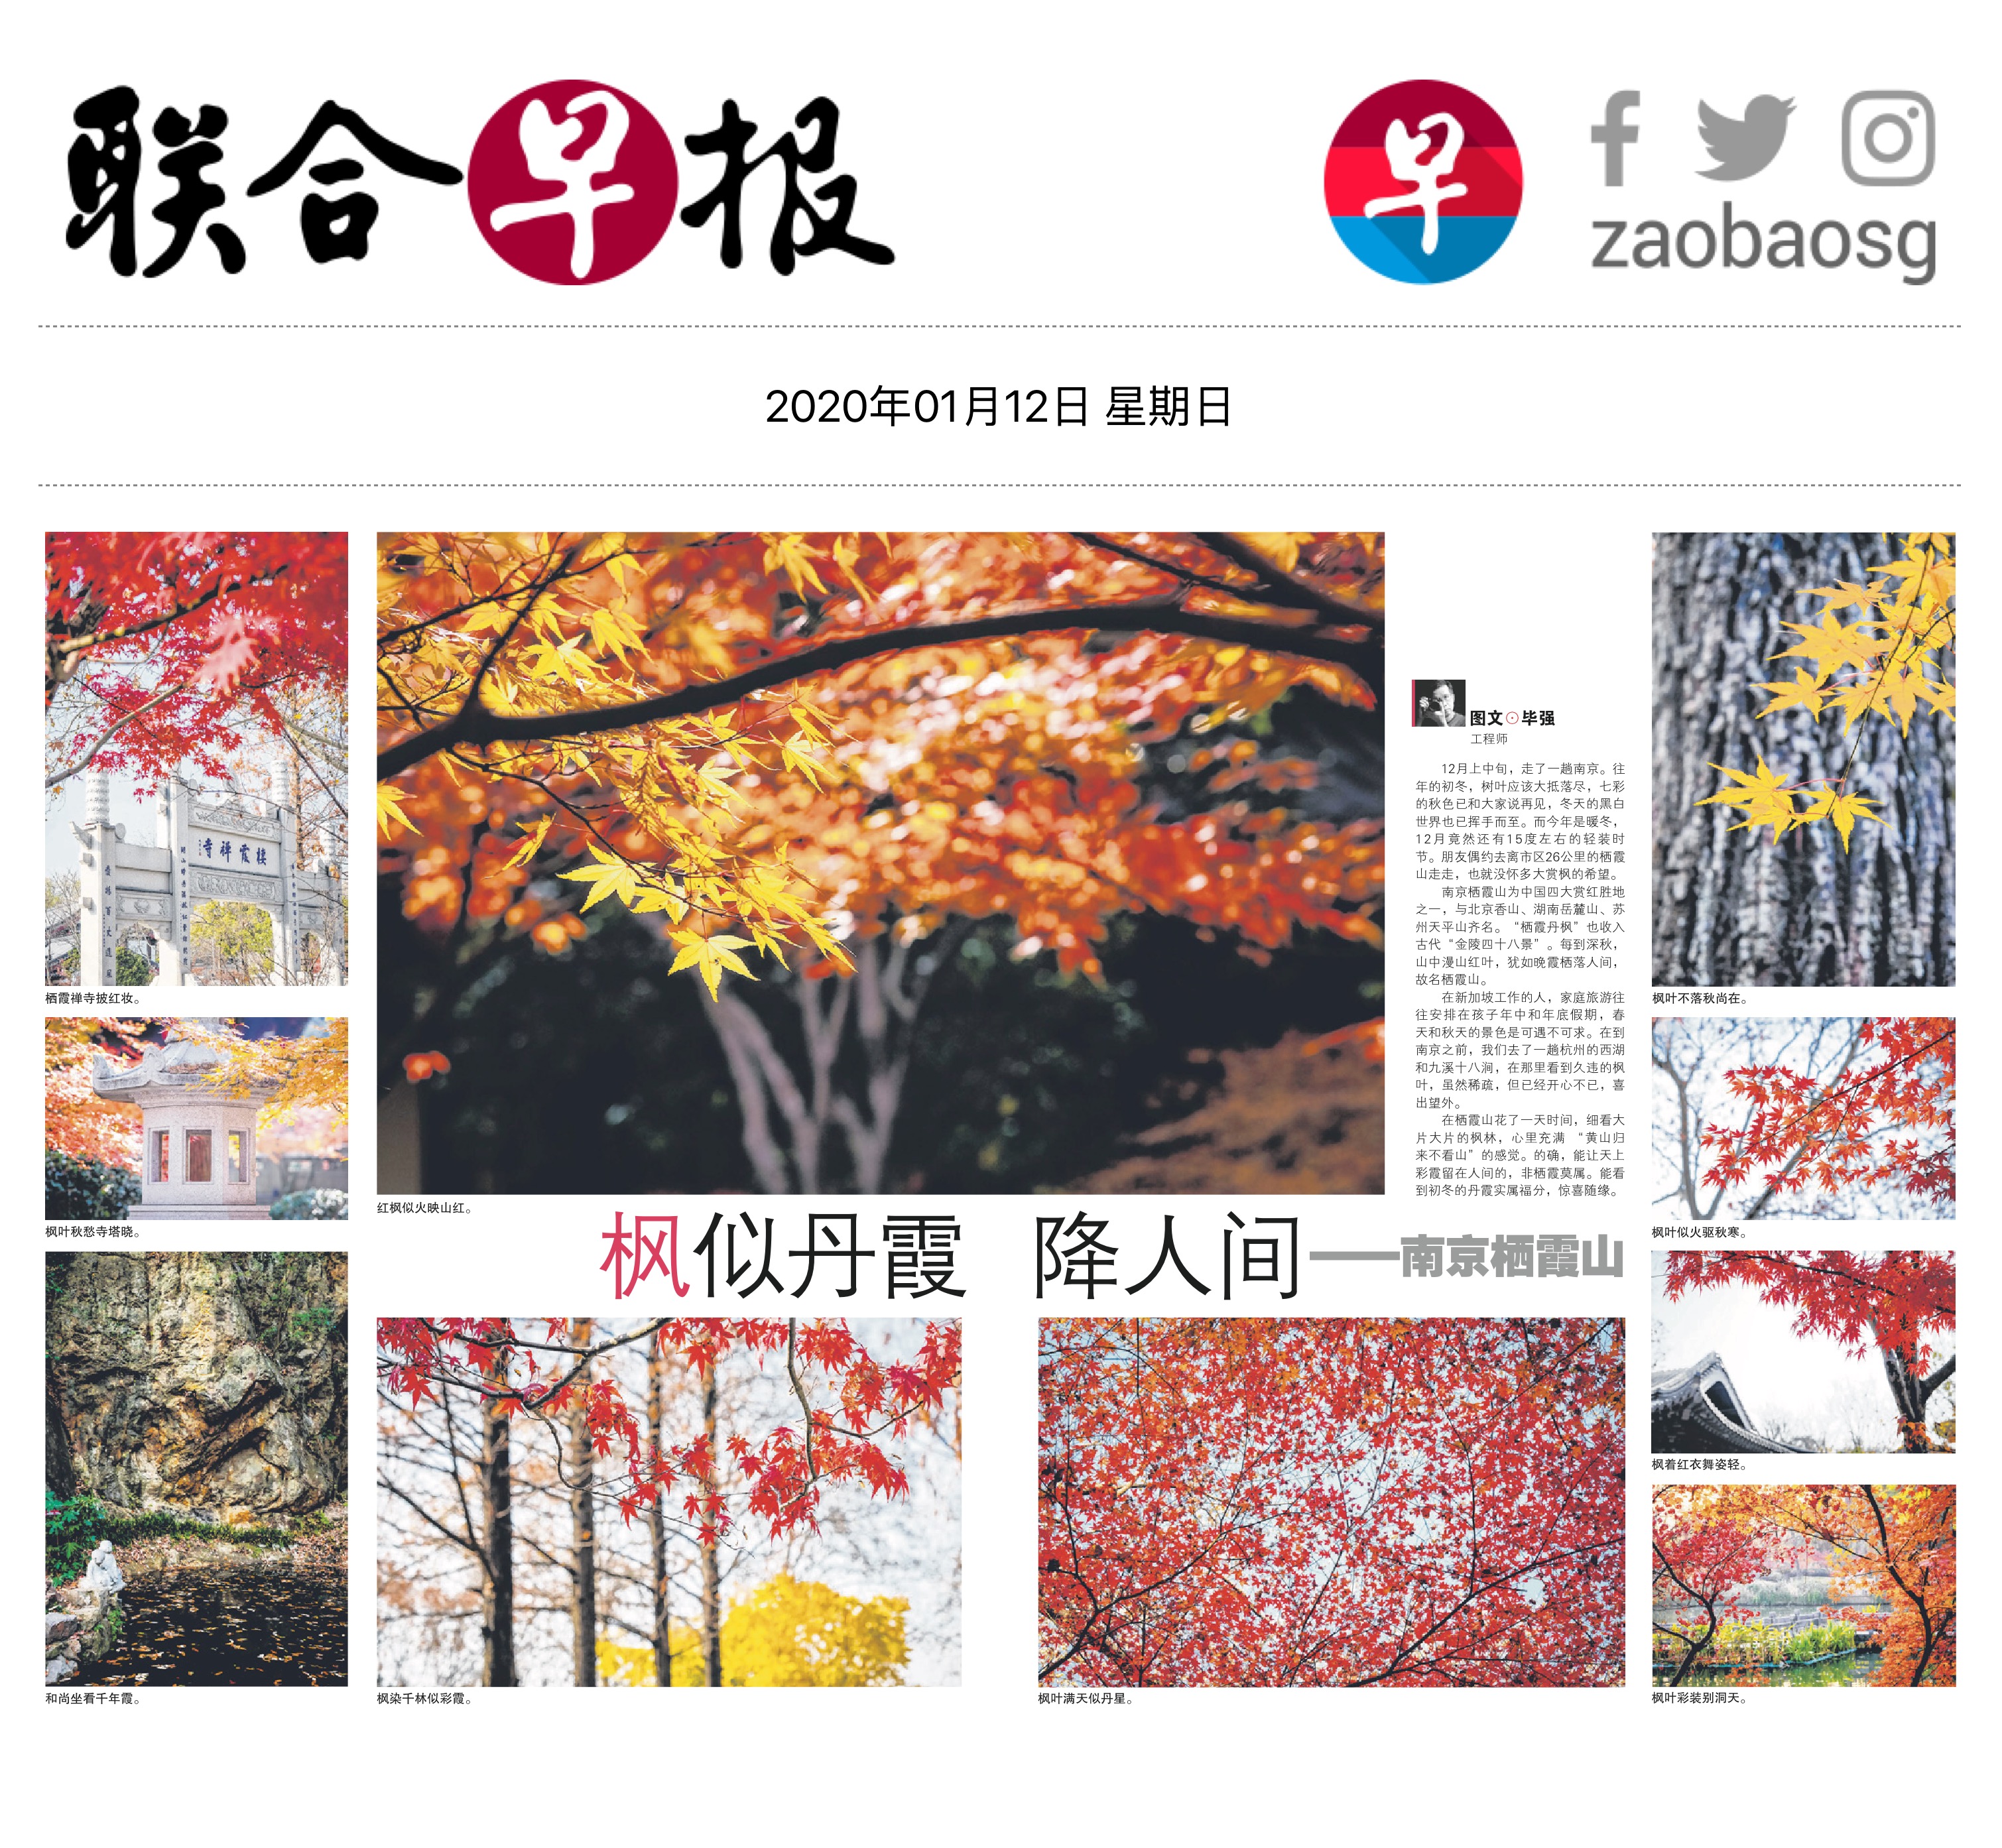 联合早报
早
zaobaosg
2020年01月12日 星期日
栖霞禅寺
栖霞禅寺披红妆。
枫叶秋愁寺塔晓。
和尚坐看千年霞。
红枫似火映山红。
图文⊙毕强
工程师
12月上中旬，走了一趟南京。往
年的初冬，树叶应该大抵落尽，七彩
的秋色已和大家说再见，冬天的黑白
世界也已挥手而至。而今年是暖冬，
12月竟然还有15度左右的轻装时
节。朋友偶约去离市区26公里的栖霞
山走走，也就没怀多大赏枫的希望。
南京栖霞山为中国四大赏红胜地
之一，与北京香山、湖南岳麓山、苏
州天平山齐名。“栖霞丹枫”也收入
古代“金陵四十八景”。每到深秋，
山中漫山红叶，犹如晚霞栖落人间，
故名栖霞山。
在新加坡工作的人，家庭旅游往
往安排在孩子年中和年底假期，春
天和秋天的景色是可遇不可求。在到
南京之前，我们去了一趟杭州的西湖
和九溪十八涧，在那里看到久违的枫
叶，虽然稀疏，但已经开心不已，喜
出望外。
在栖霞山花了一天时间，细看大
片大片的枫林，心里充满 “黄山归
来不看山”的感觉。的确，能让天上
彩霞留在人间的，非栖霞莫属。能看
到初冬的丹霞实属福分，惊喜随缘。
枫似丹霞 降人间——南京栖霞山
枫染千林似彩霞。
枫叶满天似丹星。
枫叶不落秋尚在。
枫叶似火驱秋寒。
枫着红衣舞姿轻。
枫叶彩装别洞天。